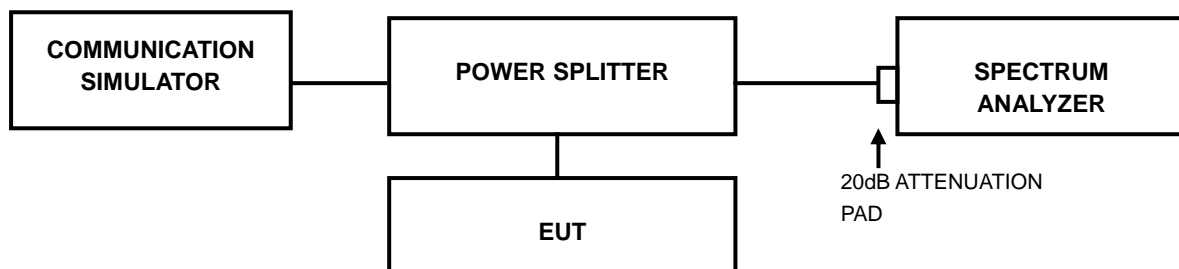 COMMUNICATION
SIMULATOR
POWER SPLITTER
SPECTRUM
ANALYZER
20dB ATTENUATION
PAD
EUT